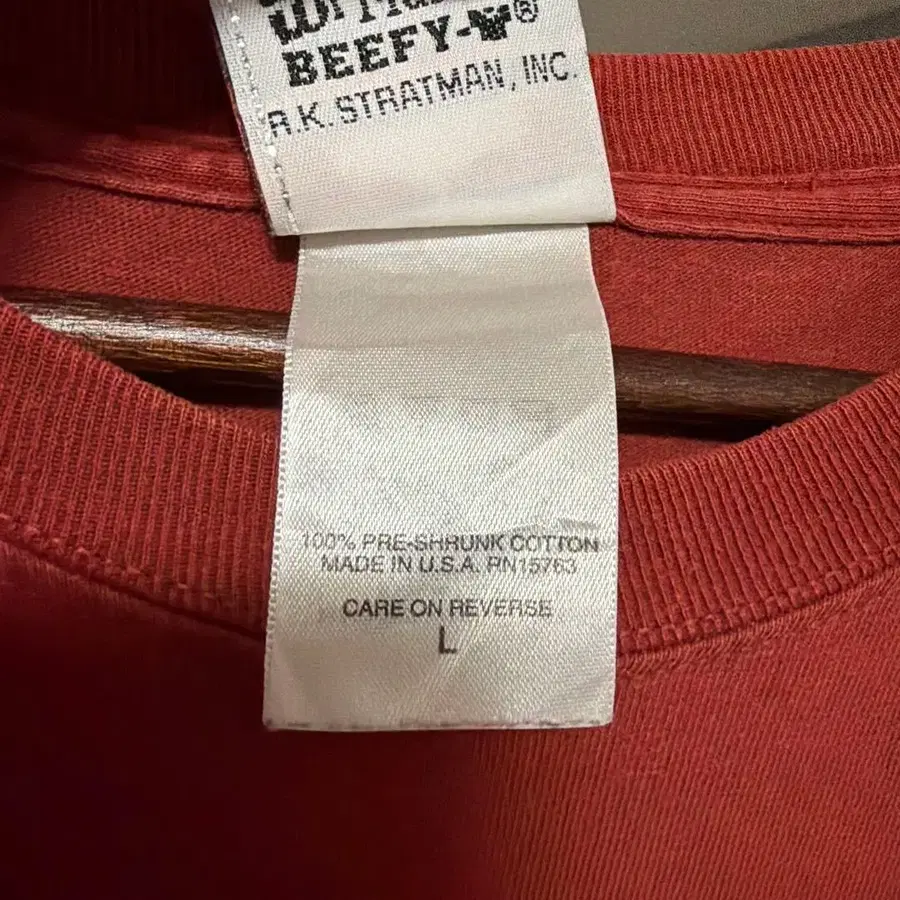 BEEFY-T®
R.K. STRATMAN, INC.
100% PRE-SHRUNK COTTON
MADE IN U.S.A. RN15763
CARE ON REVERSE
L